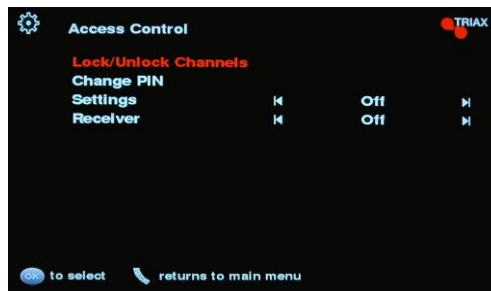 Access Control
TRIAX
Lock/Unlock Channels
Change PIN
Settings Off
Receiver Off
OK to select returns to main menu